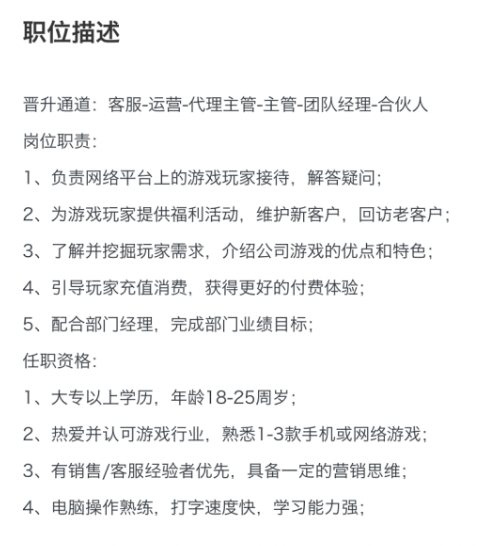 职位描述
晋升通道：客服-运营-代理主管-主管-团队经理-合伙人
岗位职责：
1、负责网络平台上的游戏玩家接待，解答疑问；
2、为游戏玩家提供福利活动，维护新客户，回访老客户；
3、了解并挖掘玩家需求，介绍公司游戏的优点和特色；
4、引导玩家充值消费，获得更好的付费体验；
5、配合部门经理，完成部门业绩目标；
任职资格：
1、大专以上学历，年龄18-25周岁；
2、热爱并认可游戏行业，熟悉1-3款手机或网络游戏；
3、有销售/客服经验者优先，具备一定的营销思维；
4、电脑操作熟练，打字速度快，学习能力强；